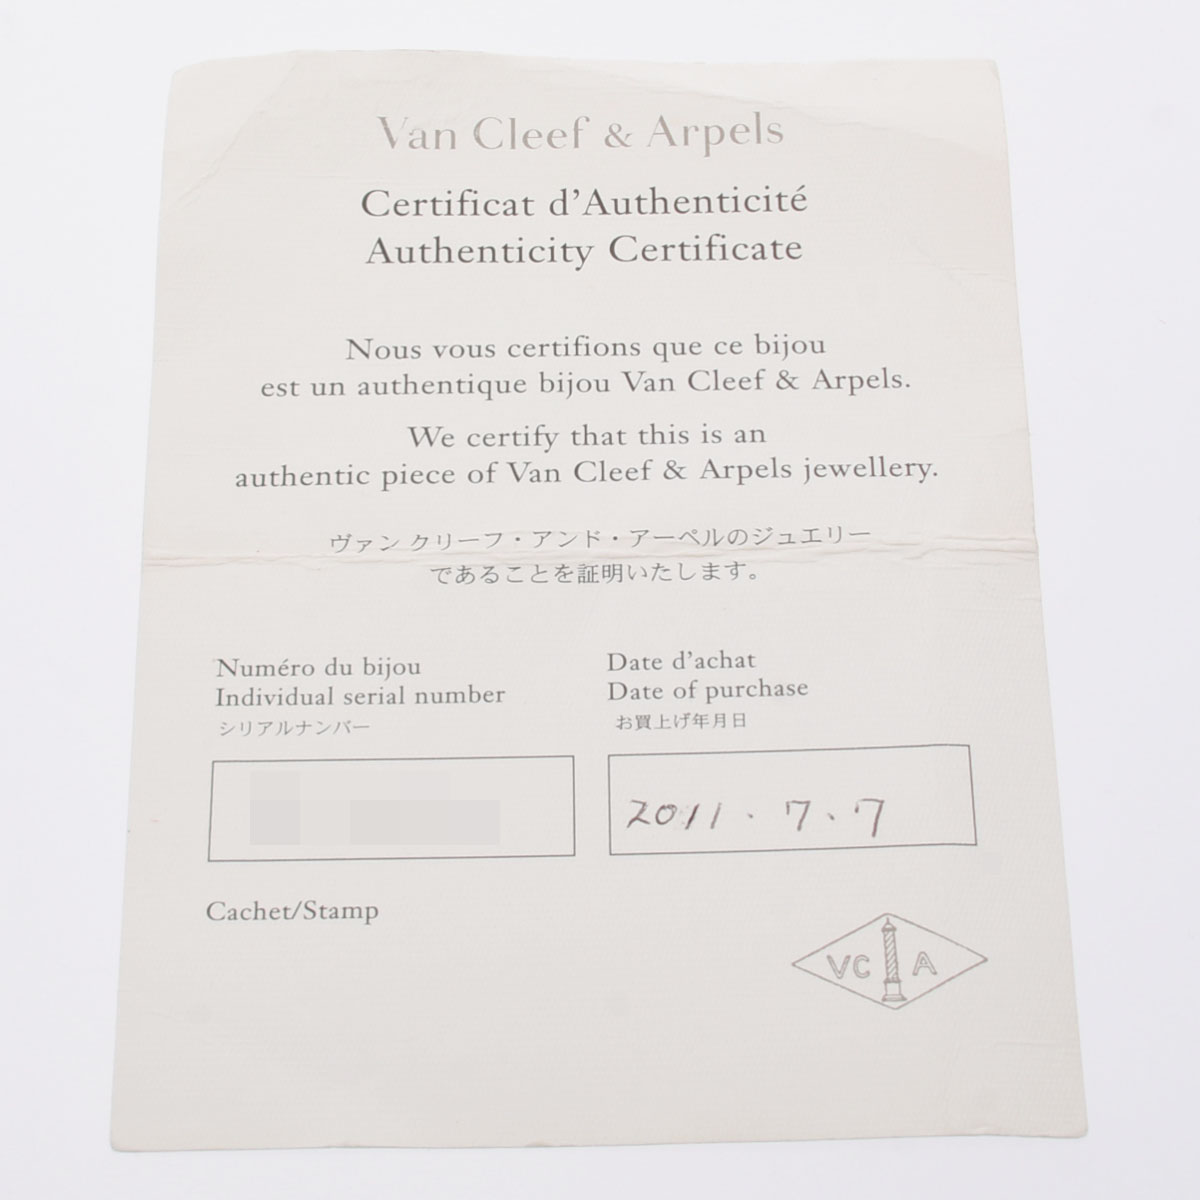 Van Cleef & Arpels
Certificat d'Authenticité
Authenticity Certificate
Nous vous certifions que ce bijou
est un authentique bijou Van Cleef & Arpels.
We certify that this is an
authentic piece of Van Cleef & Arpels jewellery.
ヴァン クリーフ・アンド・アーペルのジュエリー
であることを証明いたします。
Numéro du bijou
Individual serial number
シリアルナンバー
Date d'achat
Date of purchase
お買上げ年月日
2011.7.7
Cachet/Stamp
VC A